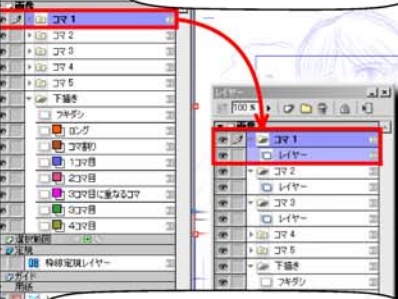 画像
コマ 1
コマ 2
コマ 3
コマ 4
コマ 5
下描き
フキダシ
ロング
コマ割り
1コマ目
2コマ目
3コマ目に重なるコマ
3コマ目
4コマ目
選択範囲
定規
枠線定規レイヤー
ガイド
用紙
レイヤー
100 %
画像
コマ 1
レイヤー
コマ 2
レイヤー
コマ 3
レイヤー
コマ 4
コマ 5
下描き
フキダシ